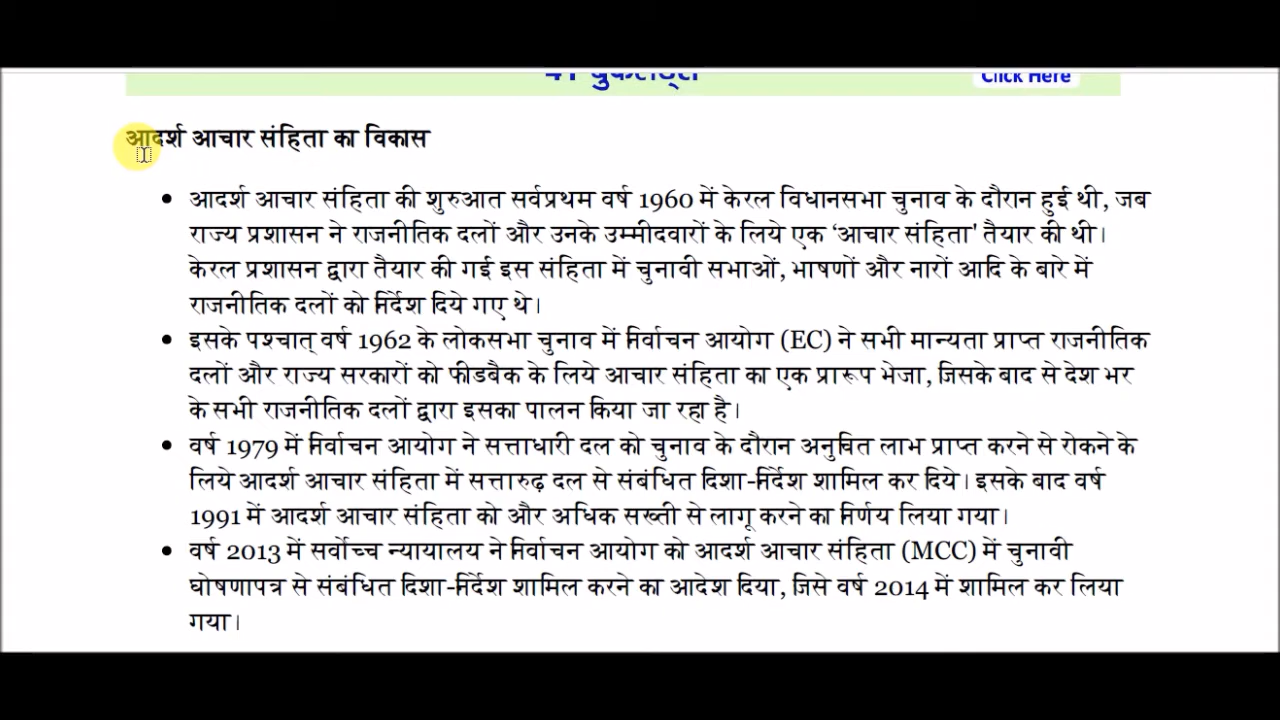 Click Here
आदर्श आचार संहिता का विकास
• आदर्श आचार संहिता की शुरुआत सर्वप्रथम वर्ष 1960 में केरल विधानसभा चुनाव के दौरान हुई थी, जब
राज्य प्रशासन ने राजनीतिक दलों और उनके उम्मीदवारों के लिये एक ‘आचार संहिता' तैयार की थी।
केरल प्रशासन द्वारा तैयार की गई इस संहिता में चुनावी सभाओं, भाषणों और नारों आदि के बारे में
राजनीतिक दलों को निर्देश दिये गए थे।
• इसके पश्चात् वर्ष 1962 के लोकसभा चुनाव में निर्वाचन आयोग (EC) ने सभी मान्यता प्राप्त राजनीतिक
दलों और राज्य सरकारों को फीडबैक के लिये आचार संहिता का एक प्रारूप भेजा, जिसके बाद से देश भर
के सभी राजनीतिक दलों द्वारा इसका पालन किया जा रहा है।
• वर्ष 1979 में निर्वाचन आयोग ने सत्ताधारी दल को चुनाव के दौरान अनुचित लाभ प्राप्त करने से रोकने के
लिये आदर्श आचार संहिता में सत्तारुढ़ दल से संबंधित दिशा-निर्देश शामिल कर दिये। इसके बाद वर्ष
1991 में आदर्श आचार संहिता को और अधिक सख्ती से लागू करने का निर्णय लिया गया।
• वर्ष 2013 में सर्वोच्च न्यायालय ने निर्वाचन आयोग को आदर्श आचार संहिता (MCC) में चुनावी
घोषणापत्र से संबंधित दिशा-निर्देश शामिल करने का आदेश दिया, जिसे वर्ष 2014 में शामिल कर लिया
गया।